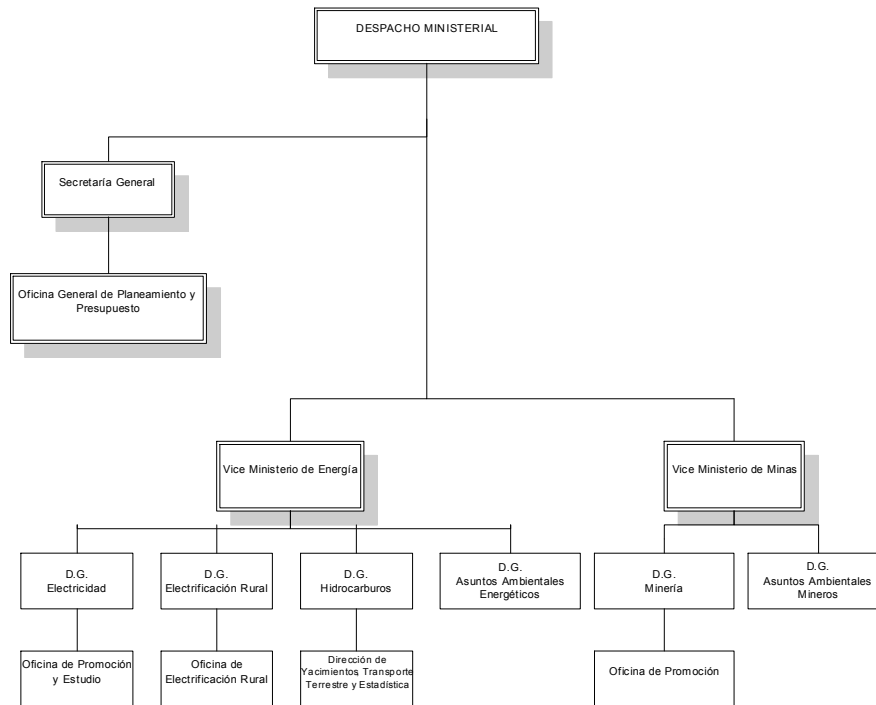 DESPACHO MINISTERIAL
Secretaría General
Oficina General de Planeamiento y
Presupuesto
Vice Ministerio de Energía
Vice Ministerio de Minas
D.G.
Electricidad
D.G.
Electrificación Rural
D.G.
Hidrocarburos
D.G.
Asuntos Ambientales
Energéticos
D.G.
Minería
D.G.
Asuntos Ambientales
Mineros
Oficina de Promoción
y Estudio
Oficina de
Electrificación Rural
Dirección de
Yacimientos, Transporte
Terrestre y Estadística
Oficina de Promoción